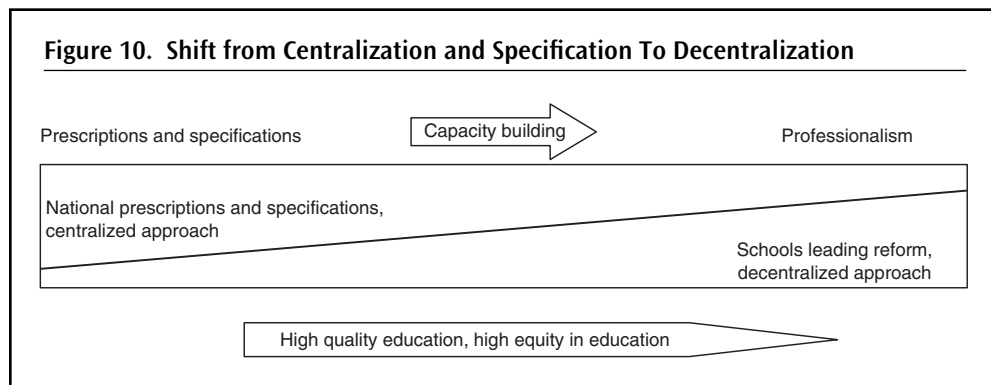 Figure 10. Shift from Centralization and Specification To Decentralization
Prescriptions and specifications
Capacity building
Professionalism
National prescriptions and specifications,
centralized approach
Schools leading reform,
decentralized approach
High quality education, high equity in education